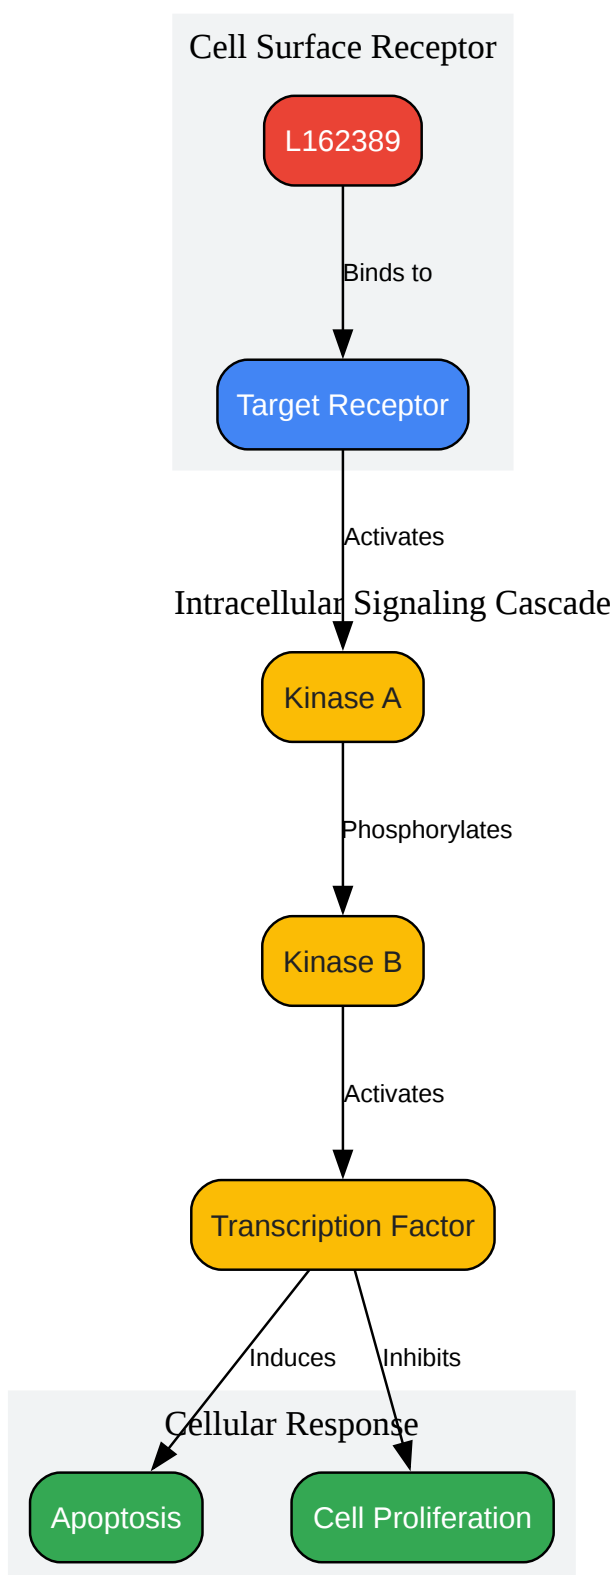 Cell Surface Receptor
L162389
Binds to
Target Receptor
Activates
Intracellular Signaling Cascade
Kinase A
Phosphorylates
Kinase B
Activates
Transcription Factor
Induces
Inhibits
Cellular Response
Apoptosis
Cell Proliferation